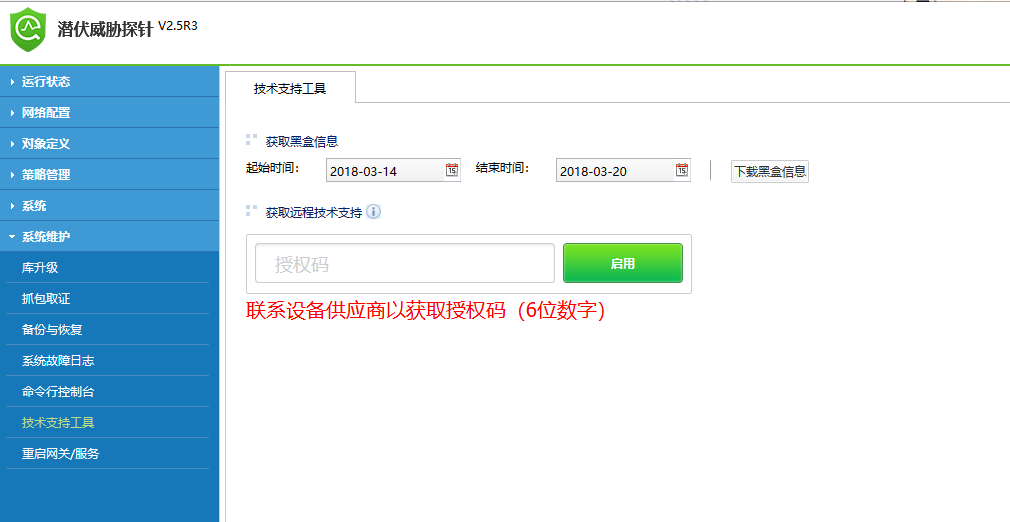 潜伏威胁探针 V2.5R3
运行状态
网络配置
对象定义
策略管理
系统
系统维护
库升级
抓包取证
备份与恢复
系统故障日志
命令行控制台
技术支持工具
重启网关/服务
技术支持工具
获取黑盒信息
起始时间： 2018-03-14 结束时间： 2018-03-20 下载黑盒信息
获取远程技术支持
授权码 启用
联系设备供应商以获取授权码（6位数字）